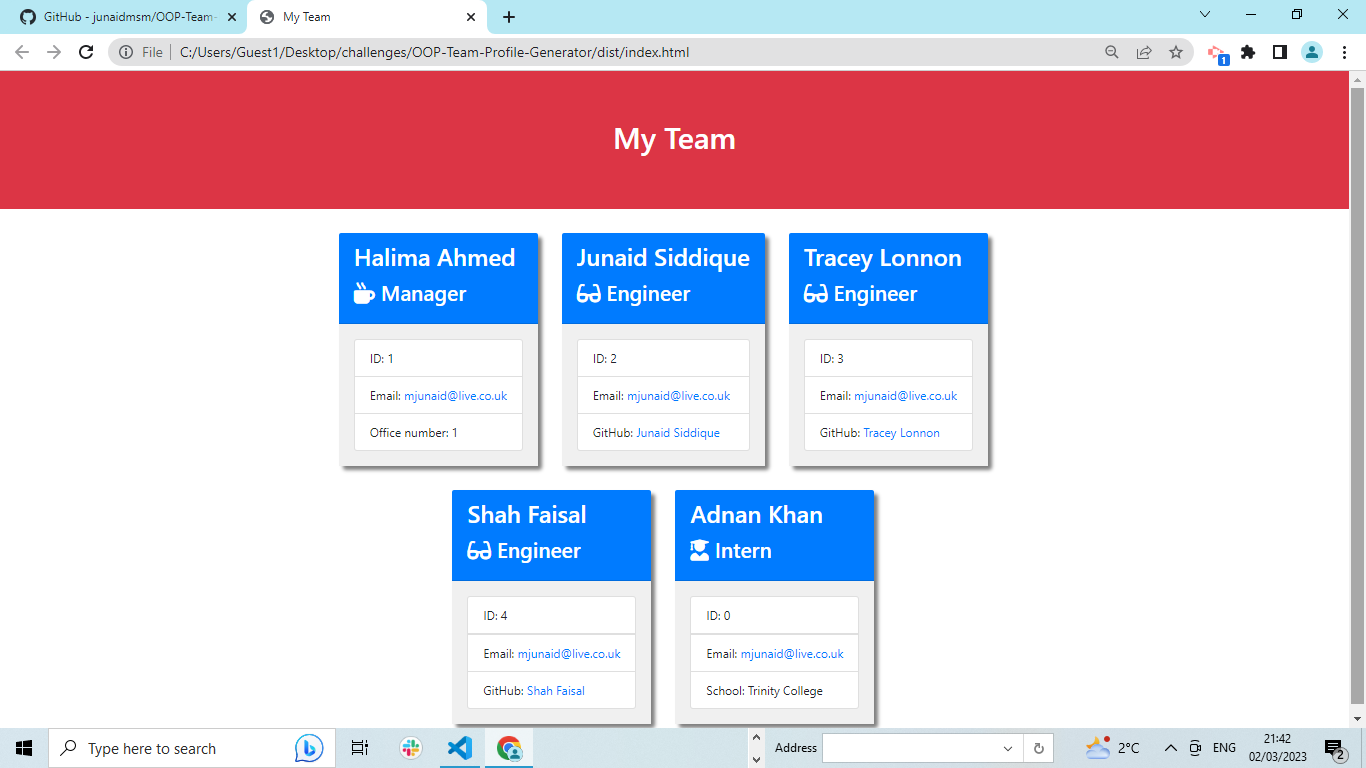 GitHub - junaidmsm/OOP-Team-
My Team
File
C:/Users/Guest1/Desktop/challenges/OOP-Team-Profile-Generator/dist/index.html
1
My Team
Halima Ahmed
Manager
ID: 1
Email: mjunaid@live.co.uk
Office number: 1
Junaid Siddique
Engineer
ID: 2
Email: mjunaid@live.co.uk
GitHub: Junaid Siddique
Tracey Lonnon
Engineer
ID: 3
Email: mjunaid@live.co.uk
GitHub: Tracey Lonnon
Shah Faisal
Engineer
ID: 4
Email: mjunaid@live.co.uk
GitHub: Shah Faisal
Adnan Khan
Intern
ID: 0
Email: mjunaid@live.co.uk
School: Trinity College
Type here to search
Address
2°C
ENG
21:42
02/03/2023
2